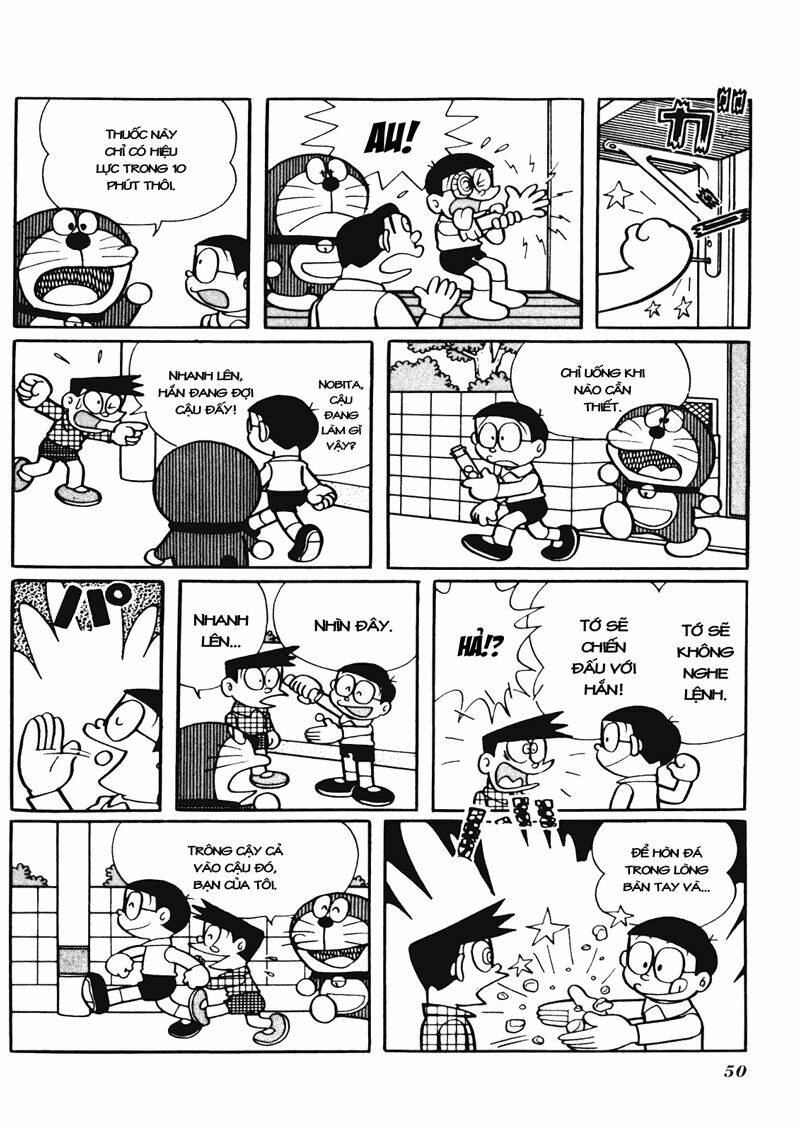 ガ
AU!
THUỐC NÀY
CHỈ CÓ HIỆU
LỰC TRONG 10
PHÚT THÔI.
CHỈ UỐNG KHI
NÀO CẦN
THIẾT.
NOBITA,
CẬU
ĐANG
LÀM GÌ
VẬY?
NHANH LÊN,
HẮN ĐANG ĐỢI
CẬU ĐẤY!
TỚ SẼ
KHÔNG
NGHE
LỆNH.
TỚ SẼ
CHIẾN
ĐẤU VỚI
HẮN!
HẢ!?
NHÌN ĐÂY.
NHANH
LÊN...
パ
ĐỂ HÒN ĐÁ
TRONG LÒNG
BÀN TAY VÀ...
TRÔNG CẬY CẢ
VÀO CẬU ĐÓ,
BẠN CỦA TÔI.
50